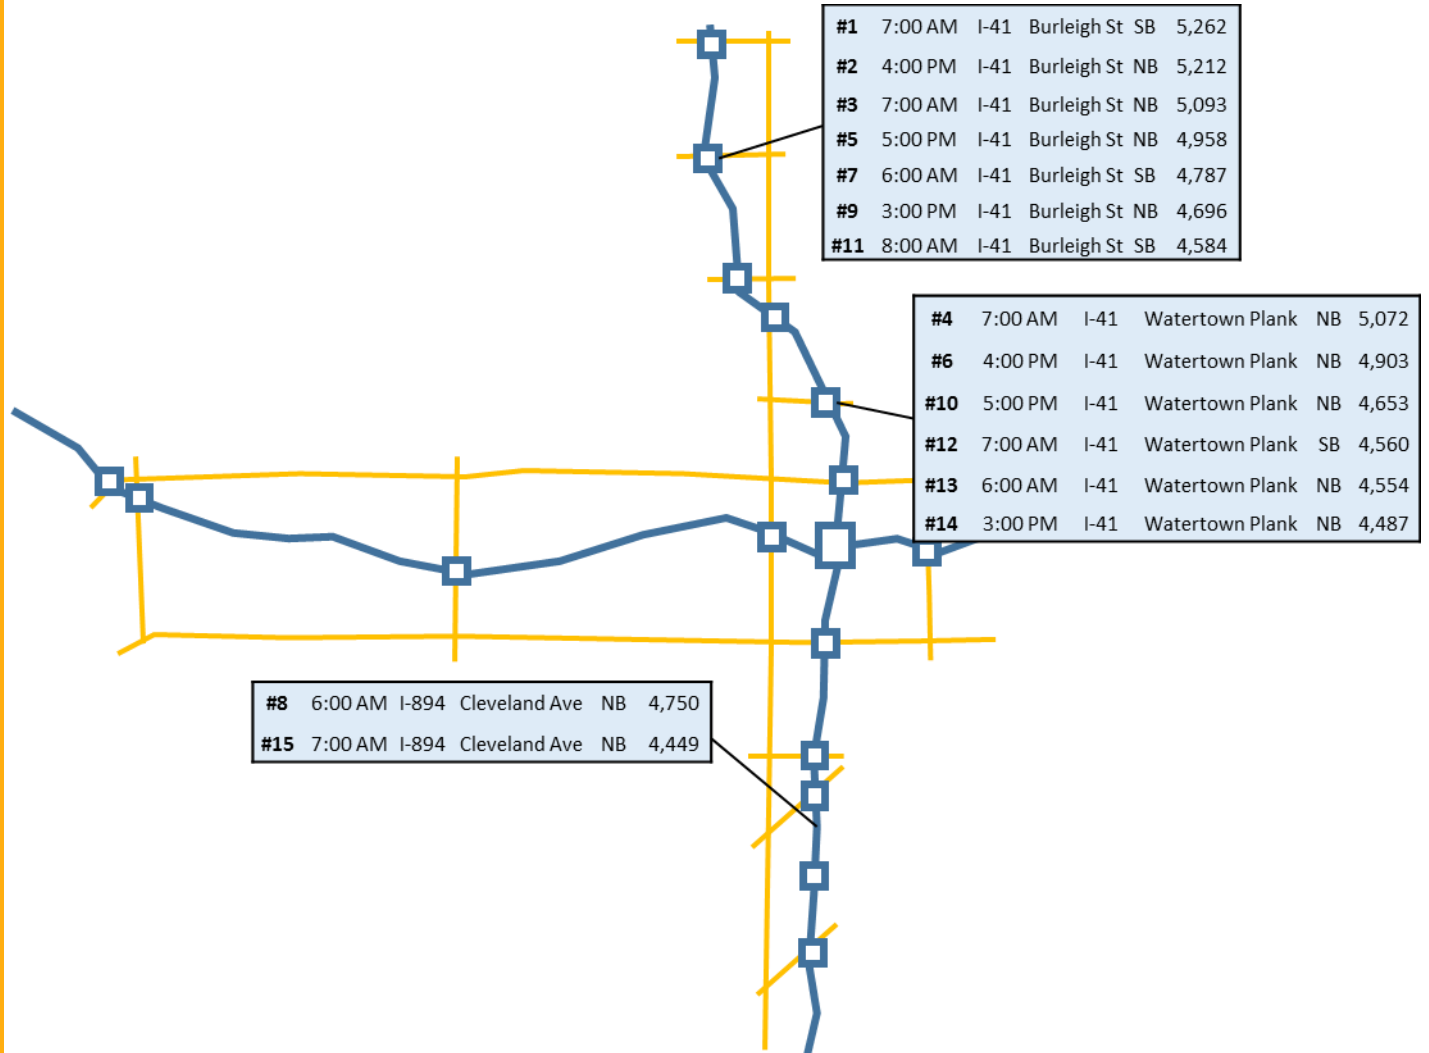 #1 7:00 AM I-41 Burleigh St SB 5,262
#2 4:00 PM I-41 Burleigh St NB 5,212
#3 7:00 AM I-41 Burleigh St NB 5,093
#5 5:00 PM I-41 Burleigh St NB 4,958
#7 6:00 AM I-41 Burleigh St SB 4,787
#9 3:00 PM I-41 Burleigh St NB 4,696
#11 8:00 AM I-41 Burleigh St SB 4,584
#4 7:00 AM I-41 Watertown Plank NB 5,072
#6 4:00 PM I-41 Watertown Plank NB 4,903
#10 5:00 PM I-41 Watertown Plank NB 4,653
#12 7:00 AM I-41 Watertown Plank SB 4,560
#13 6:00 AM I-41 Watertown Plank NB 4,554
#14 3:00 PM I-41 Watertown Plank NB 4,487
#8 6:00 AM I-894 Cleveland Ave NB 4,750
#15 7:00 AM I-894 Cleveland Ave NB 4,449